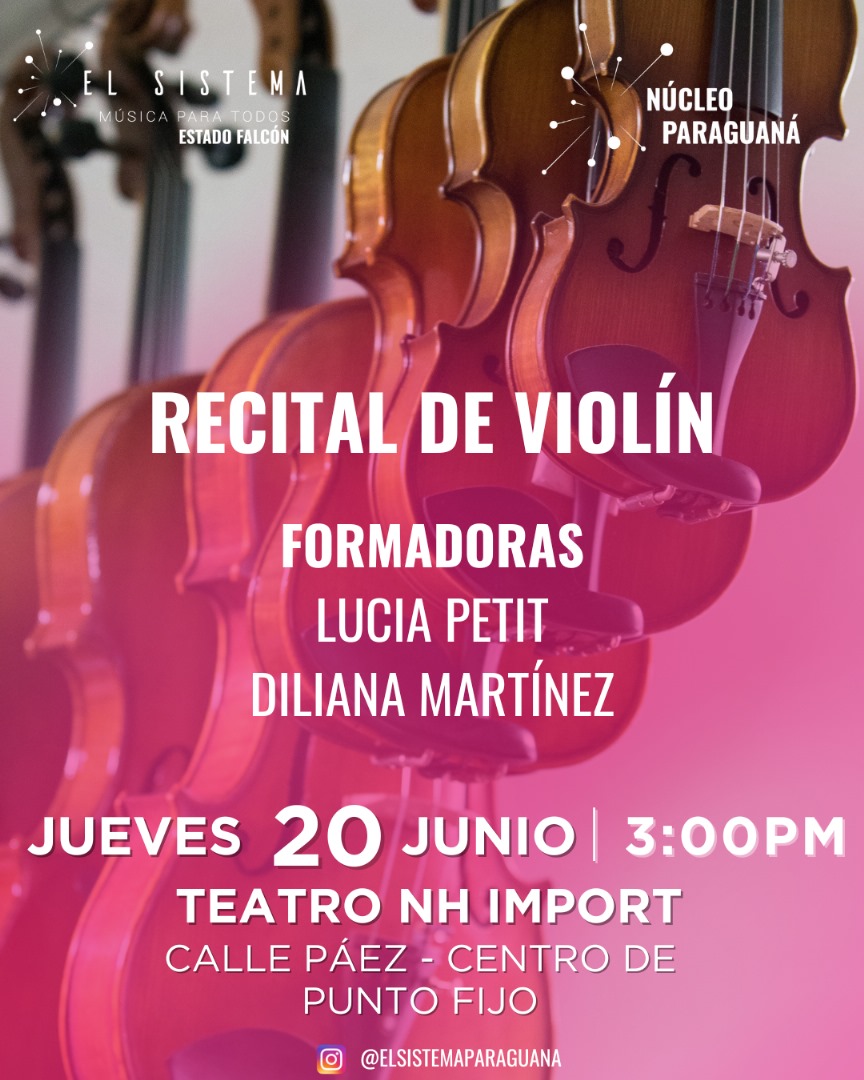 EL SISTEMA
MÚSICA PARA TODOS
ESTADO FALCÓN
NÚCLEO
PARAGUANÁ
RECITAL DE VIOLÍN
FORMADORAS
LUCIA PETIT
DILIANA MARTÍNEZ
JUEVES 20 JUNIO | 3:00PM
TEATRO NH IMPORT
CALLE PÁEZ - CENTRO DE
PUNTO FIJO
@ELSISTEMAPARAGUANA